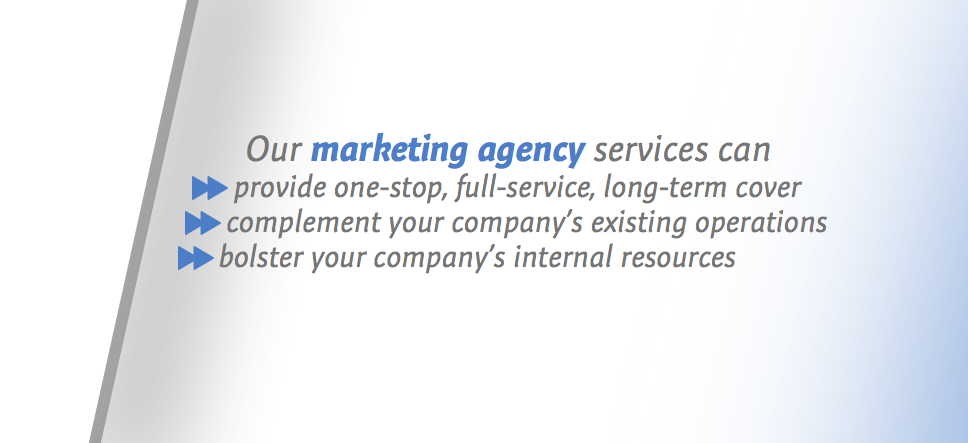 Our marketing agency services can
provide one-stop, full-service, long-term cover
complement your company’s existing operations
bolster your company’s internal resources